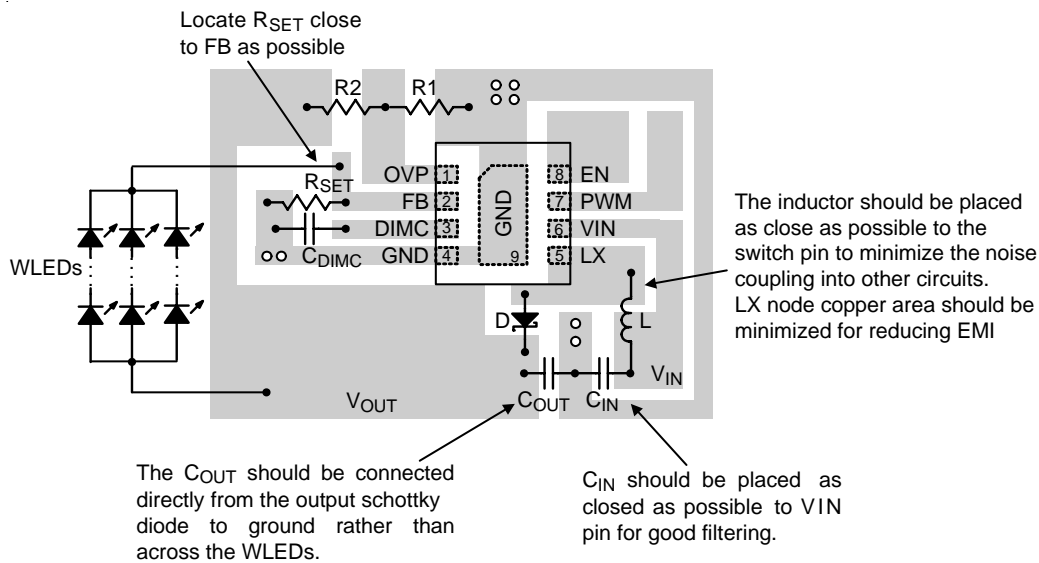 Locate RSET close
to FB as possible
R2 R1
OVP 1 8 EN
RSET
FB 2 7 PWM
GND
DIMC 3 6 VIN
CDIMC
GND 4 9 5 LX
WLEDs
The inductor should be placed
as close as possible to the
switch pin to minimize the noise
coupling into other circuits.
LX node copper area should be
minimized for reducing EMI
D L
VIN
VOUT COUT CIN
The COUT should be connected
directly from the output schottky
diode to ground rather than
across the WLEDs.
CIN should be placed as
closed as possible to VIN
pin for good filtering.